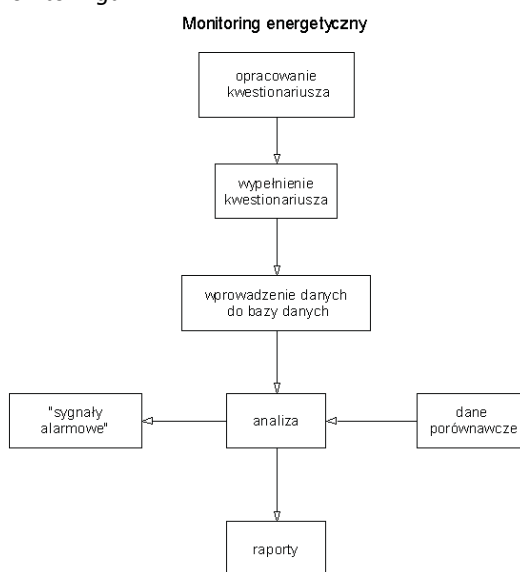 Monitoring energetyczny
opracowanie
kwestionariusza
wypełnienie
kwestionariusza
wprowadzenie danych
do bazy danych
"sygnały
alarmowe"
analiza
dane
porównawcze
raporty